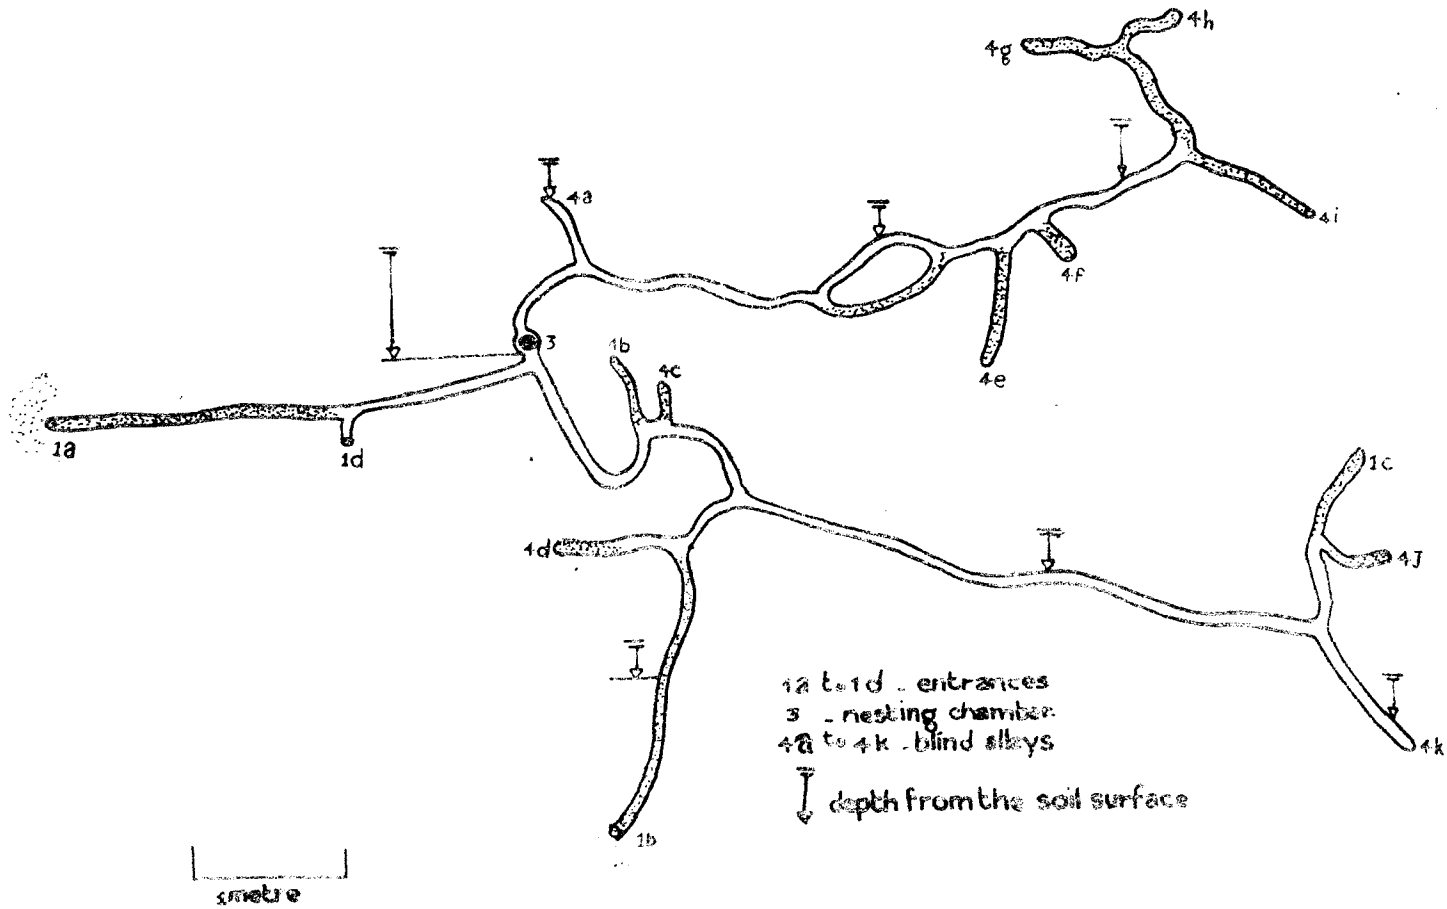 4h
4g
4a
4i
4f
3
4b
4c
4e
1a
1d
1c
4d
4J
1a to 1d - entrances
3 - nesting chamber
4a to 4k - blind alleys
4k
depth from the soil surface
1b
metre